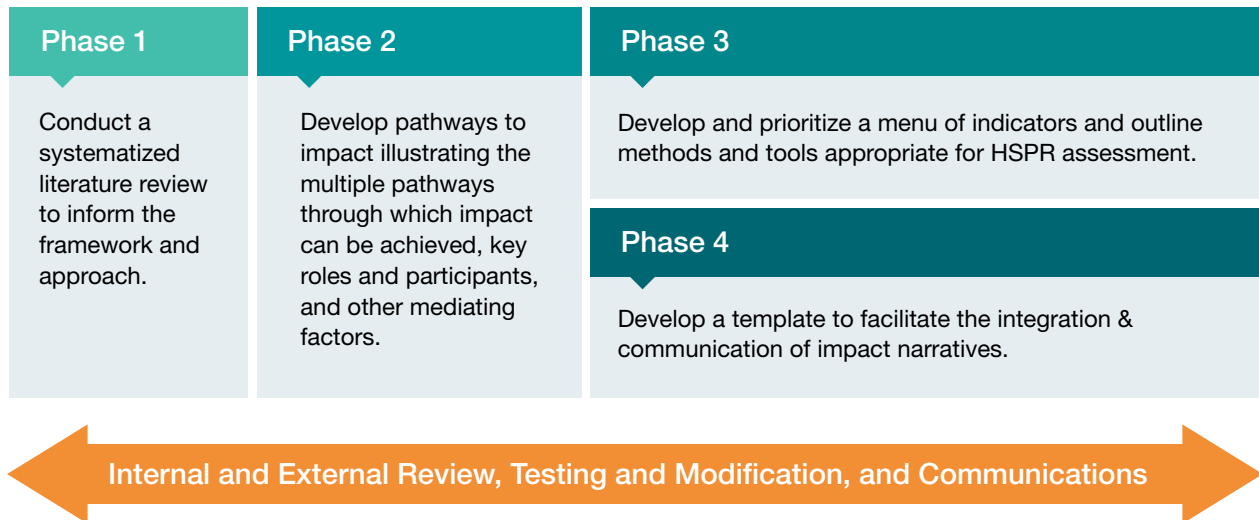 Phase 1
Conduct a
systematized
literature review
to inform the
framework and
approach.
Phase 2
Develop pathways to
impact illustrating the
multiple pathways
through which impact
can be achieved, key
roles and participants,
and other mediating
factors.
Phase 3
Develop and prioritize a menu of indicators and outline
methods and tools appropriate for HSPR assessment.
Phase 4
Develop a template to facilitate the integration &
communication of impact narratives.
Internal and External Review, Testing and Modification, and Communications